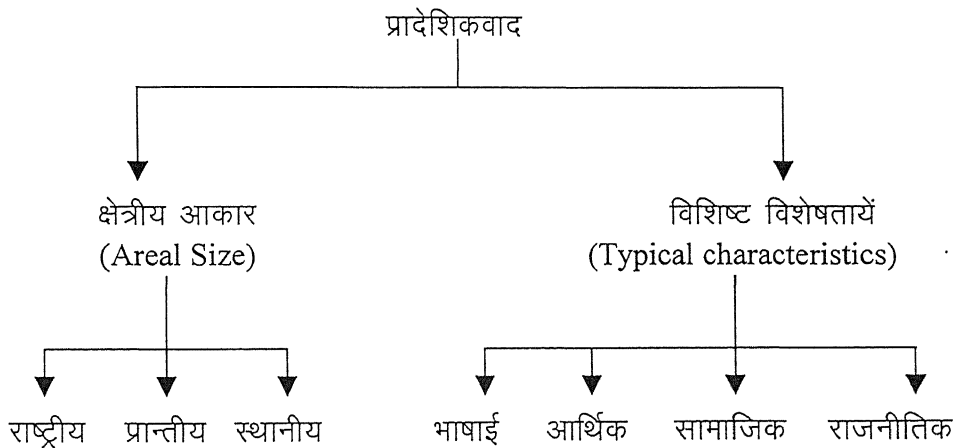 प्रादेशिकवाद
क्षेत्रीय आकार
(Areal Size)
विशिष्ट विशेषतायें
(Typical characteristics)
राष्ट्रीय प्रान्तीय स्थानीय
भाषाई आर्थिक सामाजिक राजनीतिक